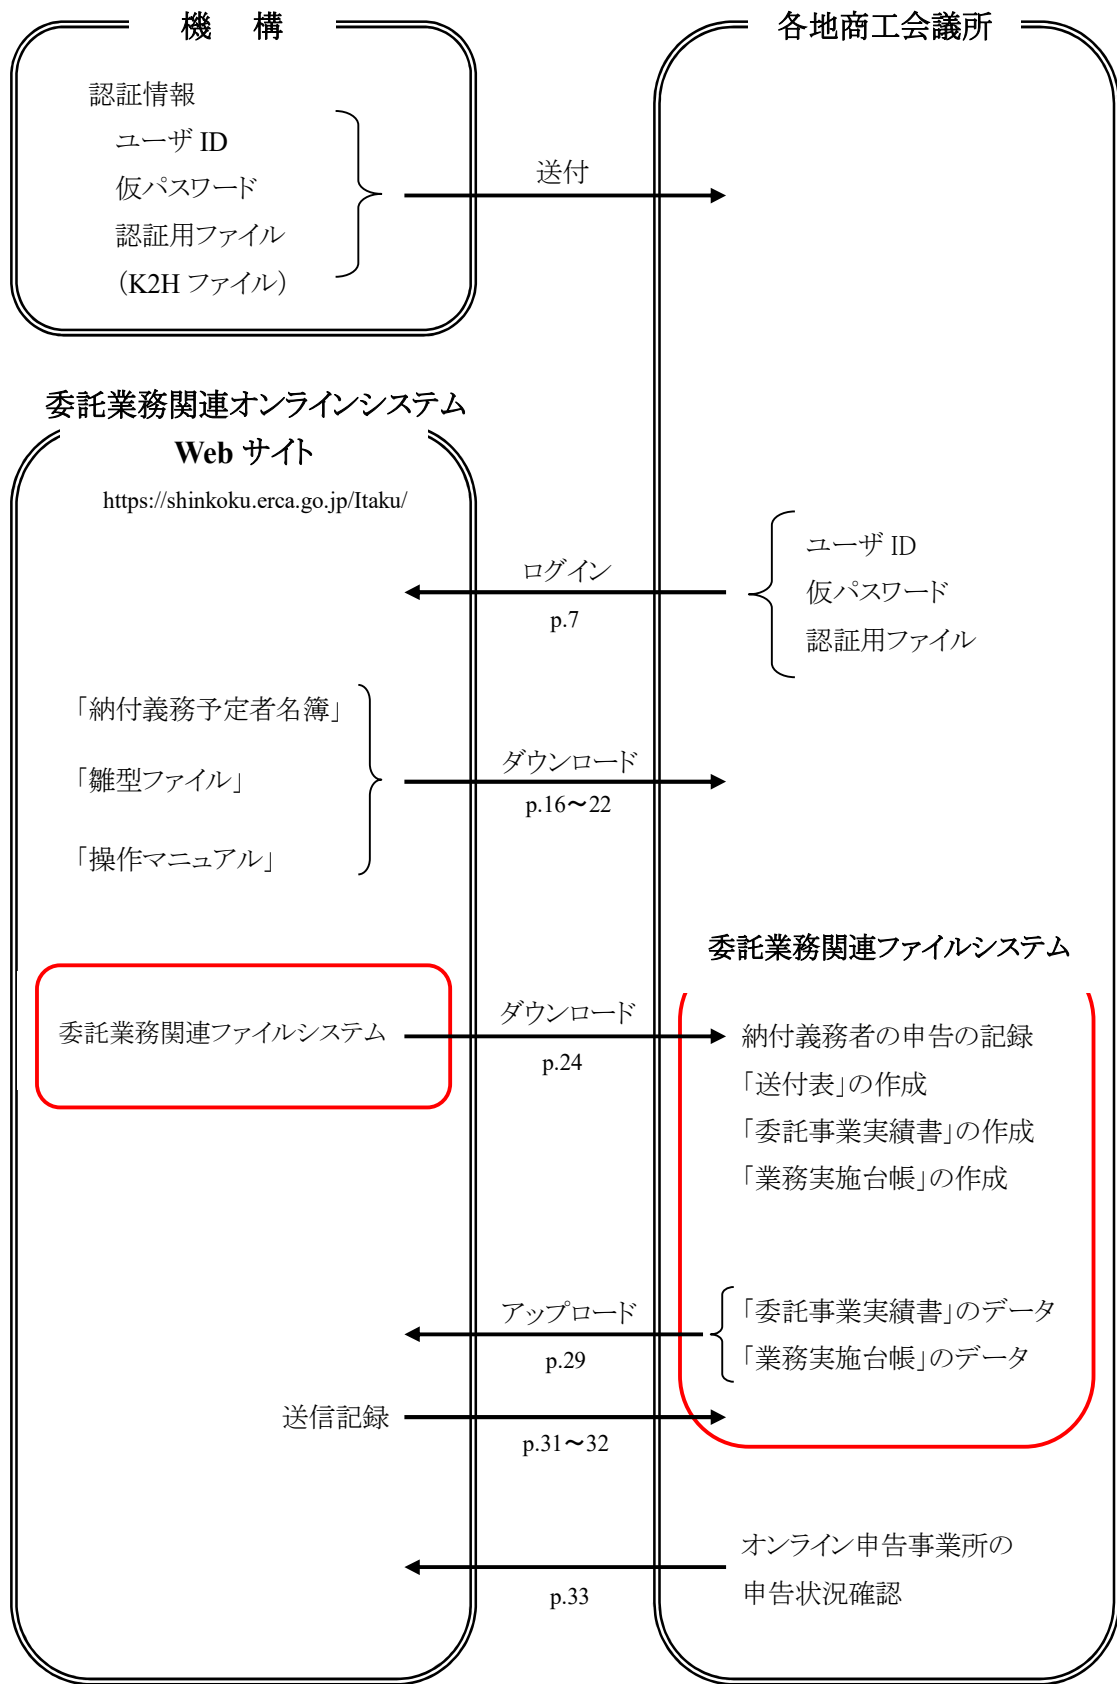 機 構
各地商工会議所
認証情報
ユーザ ID
仮パスワード
認証用ファイル
(K2H ファイル)
送付
委託業務関連オンラインシステム
Web サイト
https://shinkoku.erca.go.jp/Itaku/
ログイン
p.7
ユーザ ID
仮パスワード
認証用ファイル
「納付義務予定者名簿」
「雛型ファイル」
「操作マニュアル」
ダウンロード
p.16～22
委託業務関連ファイルシステム
委託業務関連ファイルシステム
ダウンロード
p.24
納付義務者の申告の記録
「送付表」の作成
「委託事業実績書」の作成
「業務実施台帳」の作成
アップロード
p.29
「委託事業実績書」のデータ
「業務実施台帳」のデータ
送信記録
p.31～32
オンライン申告事業所の
申告状況確認
p.33